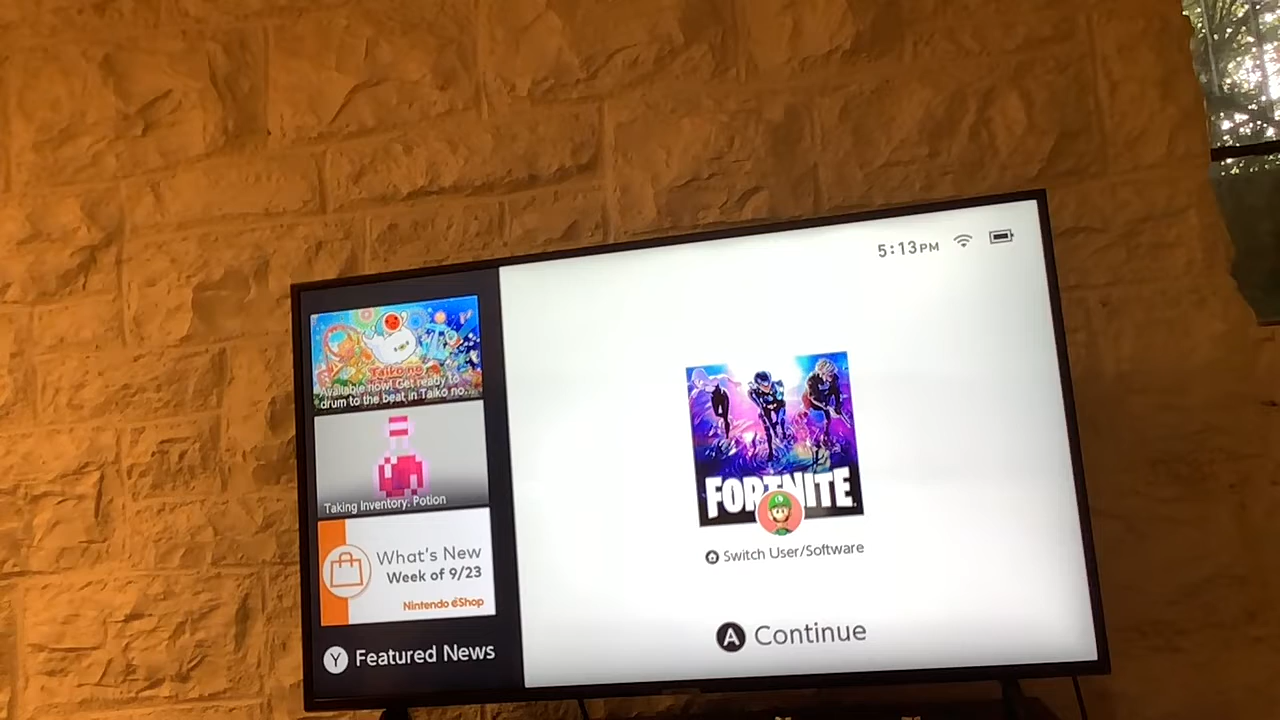 5:13PM
Taiko no
Available now! Get ready to
drum to the beat in Taiko no...
Taking Inventory: Potion
What's New
Week of 9/23
Nintendo eShop
Y Featured News
FORTNITE
Switch User/Software
A Continue